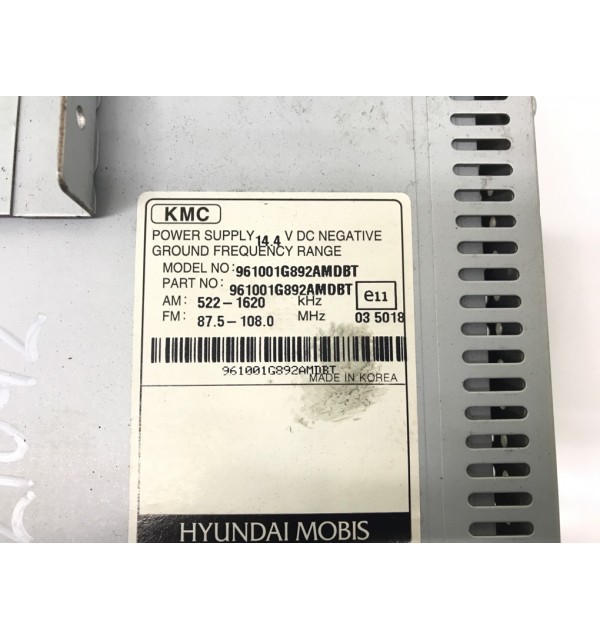 KMC
POWER SUPPLY 14.4 V DC NEGATIVE
GROUND FREQUENCY RANGE
MODEL NO: 961001G892AMDBT
PART NO: 961001G892AMDBT
e11
AM: 522-1620 kHz
FM: 87.5-108.0 MHz
03 5018
961001G892AMDBT
MADE IN KOREA
HYUNDAI MOBIS